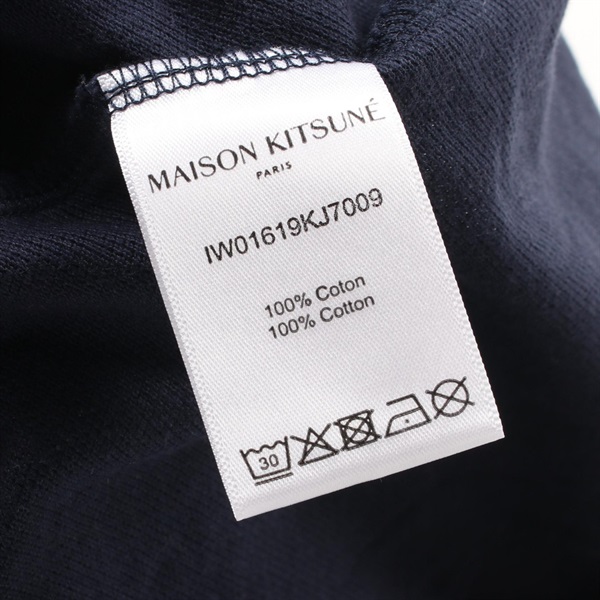 MAISON KITSUNÉ
PARIS
IW01619KJ7009
100% Coton
100% Cotton
30